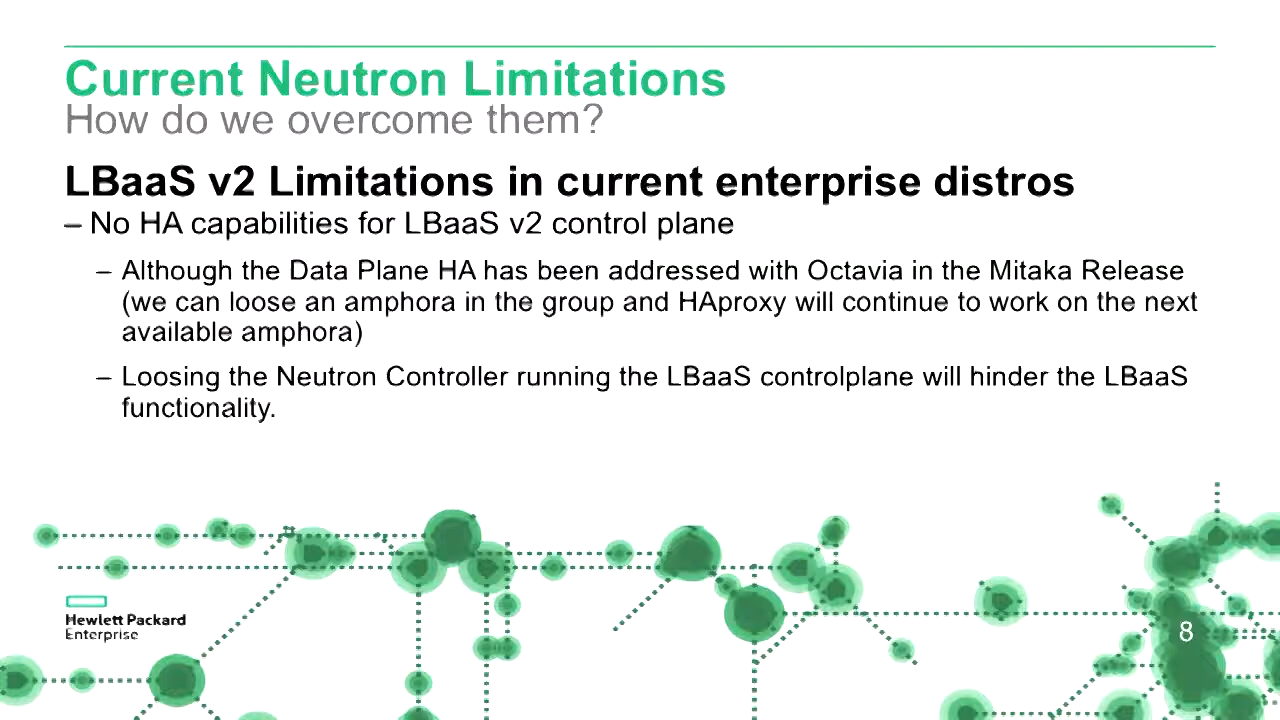 Current Neutron Limitations
How do we overcome them?
LBaaS v2 Limitations in current enterprise distros
– No HA capabilities for LBaaS v2 control plane
– Although the Data Plane HA has been addressed with Octavia in the Mitaka Release
(we can loose an amphora in the group and HAproxy will continue to work on the next
available amphora)
– Loosing the Neutron Controller running the LBaaS controlplane will hinder the LBaaS
functionality.
Hewlett Packard
Enterprise
8